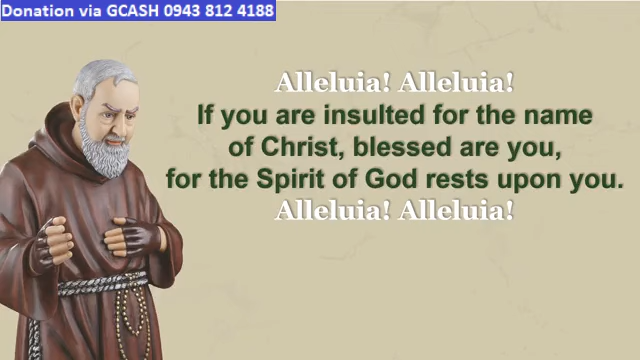 Donation via GCASH 0943 812 4188
Alleluia! Alleluia!
If you are insulted for the name
of Christ, blessed are you,
for the Spirit of God rests upon you.
Alleluia! Alleluia!